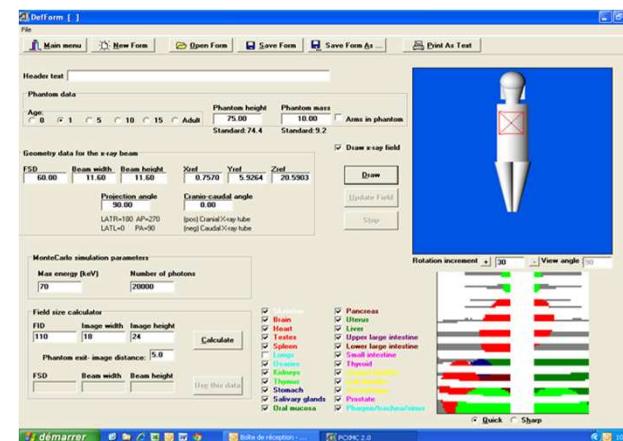 DefForm [ ]
File
Main menu New Form Open Form Save Form Save Form As ... Print As Text
Header text
Phantom data
Age: 0 1 5 10 15 Adult
Phantom height Phantom mass
75.00 10.00 Arms in phantom
Standard: 74.4 Standard: 9.2
Geometry data for the x-ray beam
Draw x-ray field
FSD Beam width Beam height Xref Yref Zref
60.00 11.60 11.60 0.7570 5.9264 20.5903
Draw
Projection angle Cranio-caudal angle
90.00 0.00
Update Field
LATR=180 AP=270 (pos) Cranial X-ray tube
LATL=0 PA=90 (neg) Caudal X-ray tube
Stop
MonteCarlo simulation parameters
Rotation increment + 30 - View angle 90
Max energy (keV) Number of photons
70 20000
Field size calculator
FID Image width Image height
110 18 24
Calculate
Phantom exit- image distance: 5.0
FSD Beam width Beam height
Use this data
Skeleton
Brain
Heart
Testes
Spleen
Lungs
Ovaries
Kidneys
Thymus
Stomach
Salivary glands
Oral mucosa
Pancreas
Uterus
Liver
Upper large intestine
Lower large intestine
Small intestine
Thyroid
Prostate
Pharynx/trachea/sinus
Quick Sharp
démarrer Boîte de réception - ... PCXMC 2.0